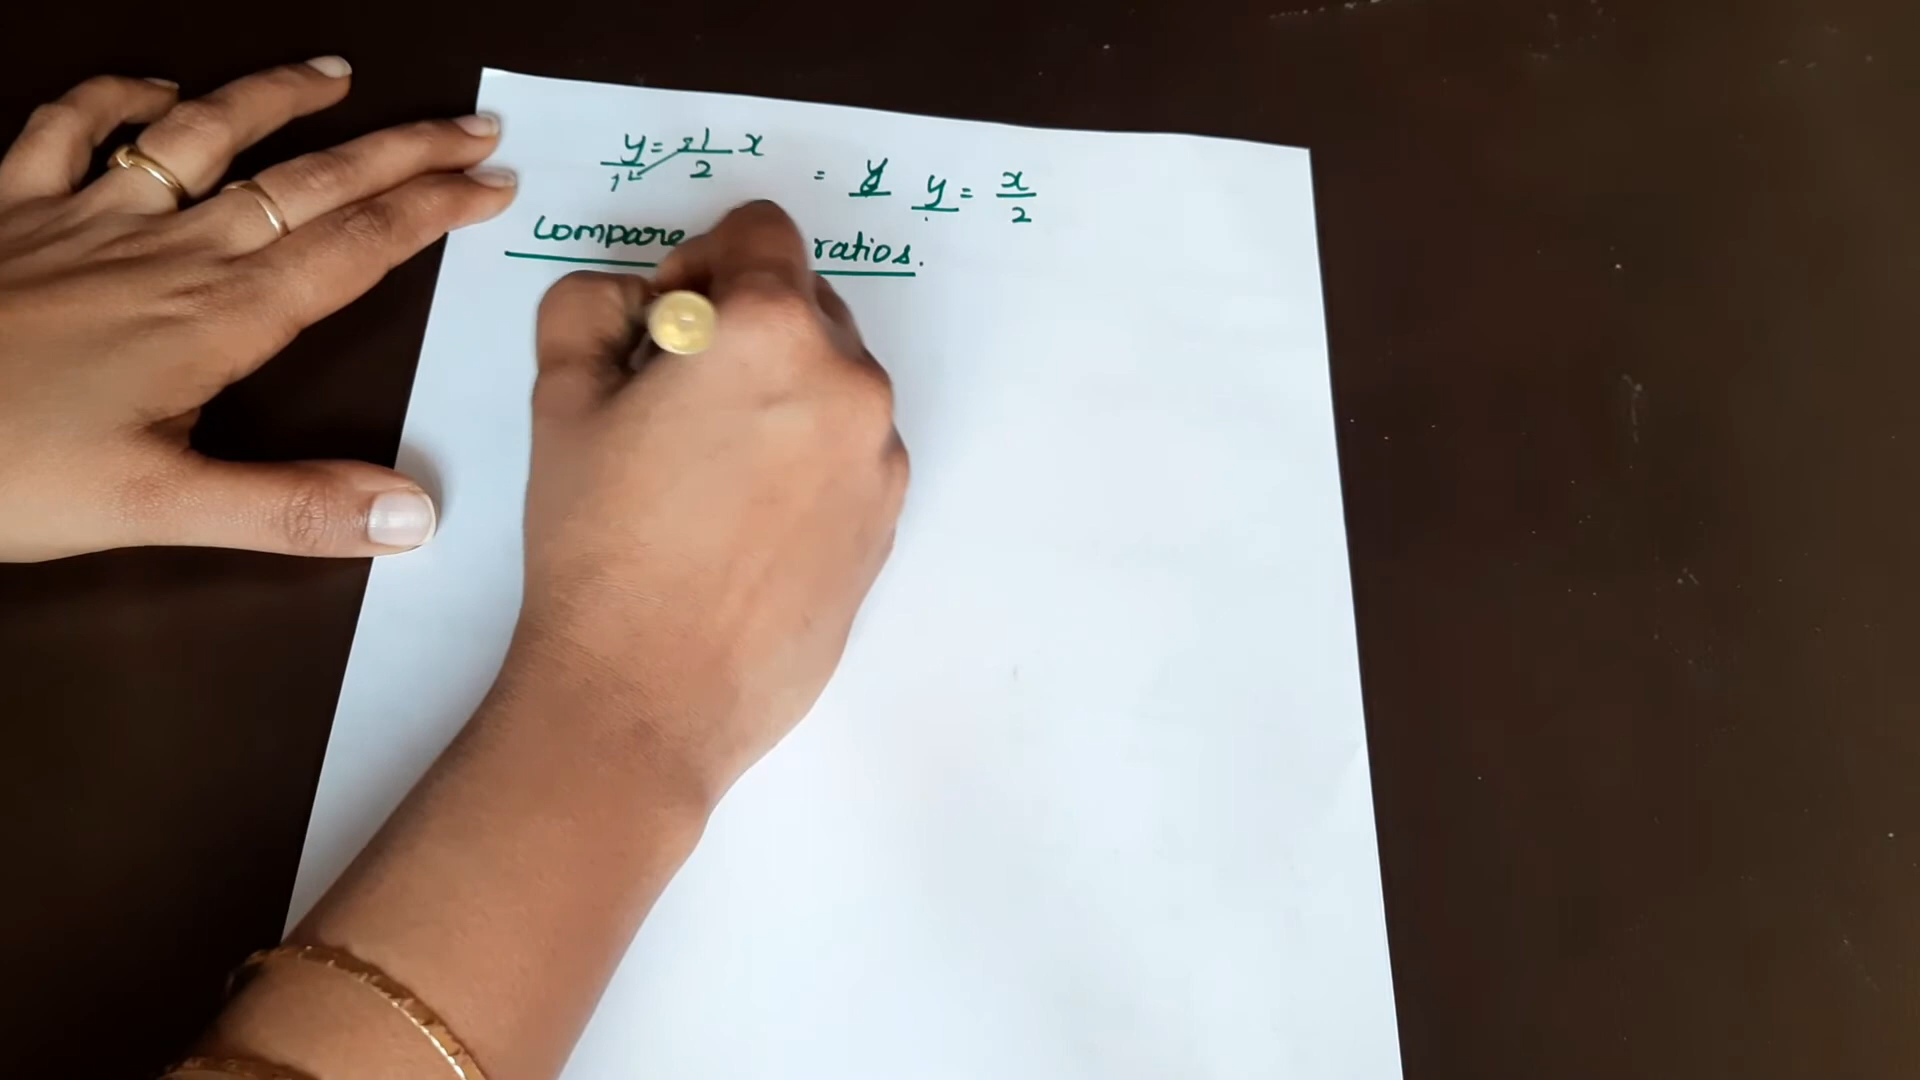 y = 1/2 x = y y = x/2
1
compare ratios.